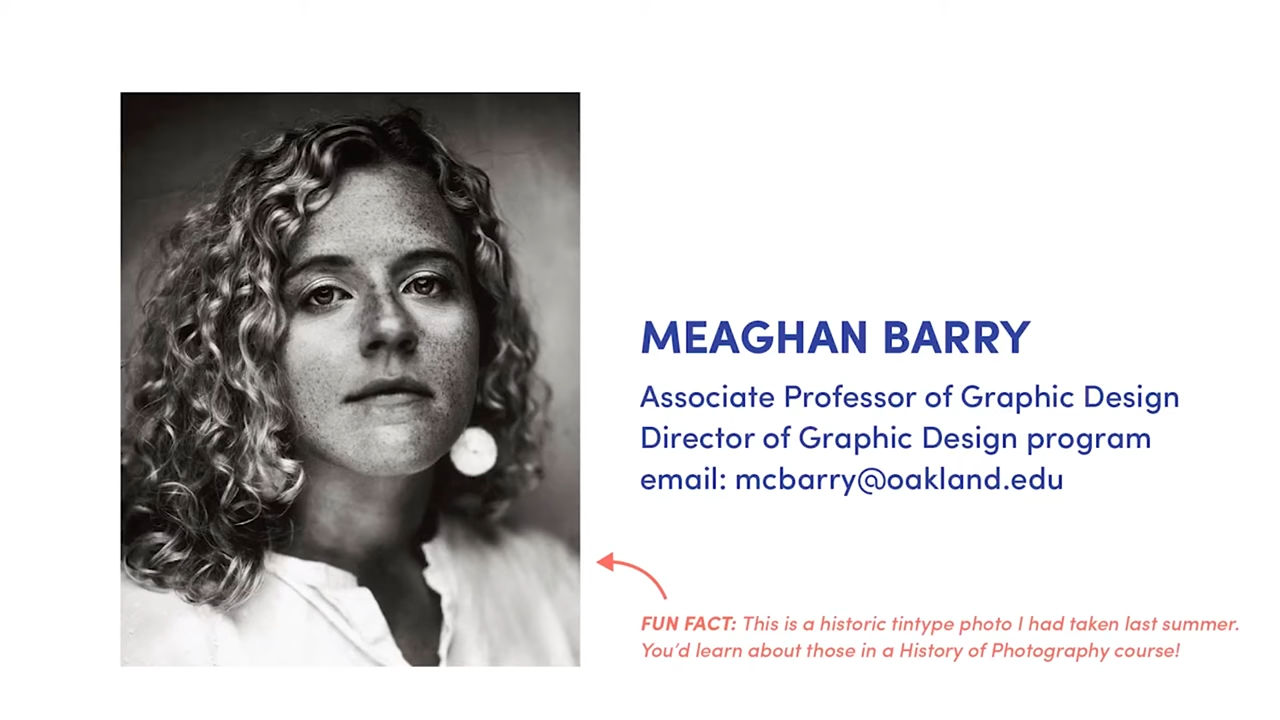 MEAGHAN BARRY
Associate Professor of Graphic Design
Director of Graphic Design program
email: mcbarry@oakland.edu
FUN FACT: This is a historic tintype photo I had taken last summer.
You'd learn about those in a History of Photography course!